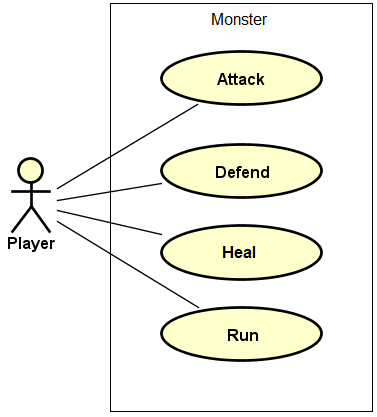 Monster
Attack
Defend
Player
Heal
Run